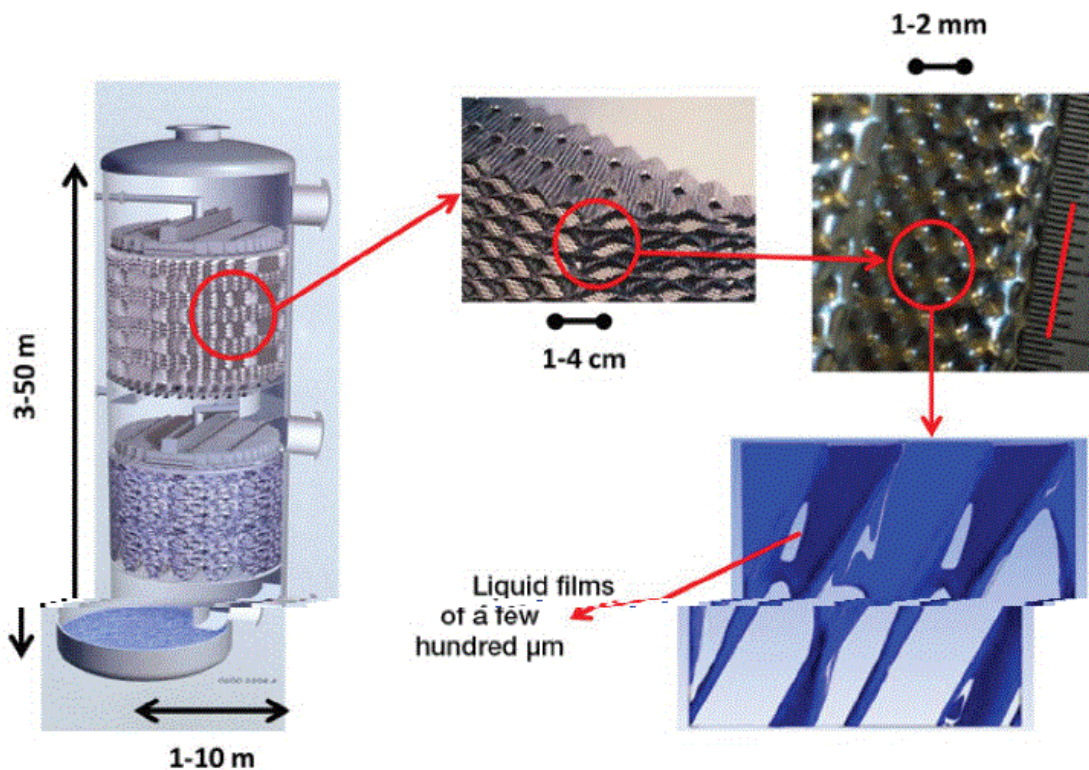 1-2 mm
1-4 cm
3-50 m
Liquid films
of a few
hundred µm
1-10 m